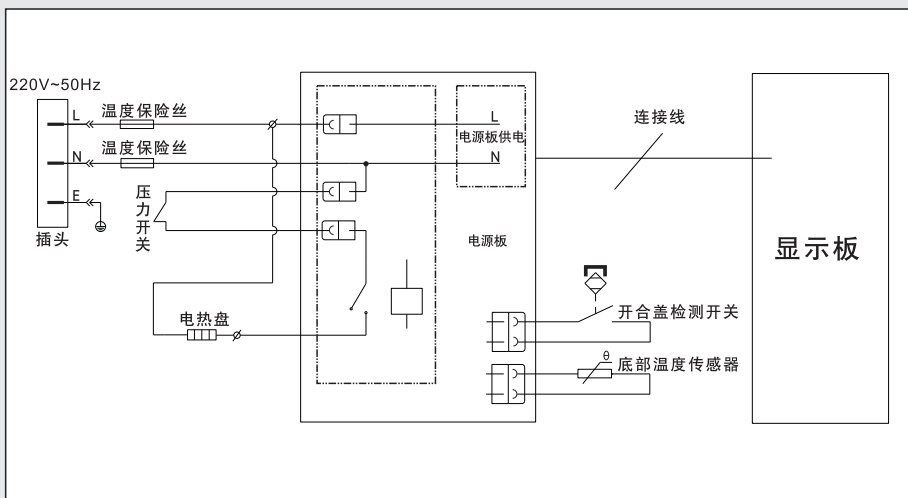 220V~50Hz
L
温度保险丝
N
温度保险丝
E
插头
压力开关
电热盘
L
电源板供电
N
电源板
连接线
显示板
开合盖检测开关
θ
底部温度传感器